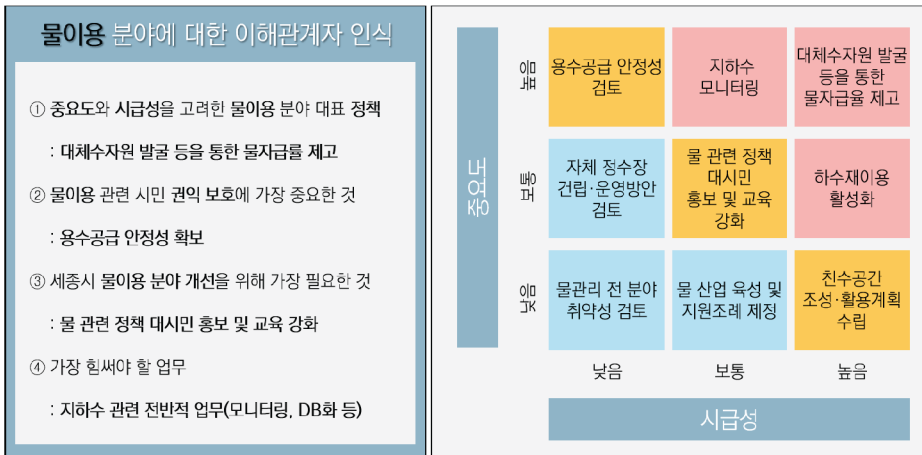 물이용 분야에 대한 이해관계자 인식
① 중요도와 시급성을 고려한 물이용 분야 대표 정책
: 대체수자원 발굴 등을 통한 물자급률 제고
② 물이용 관련 시민 권익 보호에 가장 중요한 것
: 용수공급 안정성 확보
③ 세종시 물이용 분야 개선을 위해 가장 필요한 것
: 물 관련 정책 대시민 홍보 및 교육 강화
④ 가장 힘써야 할 업무
: 지하수 관련 전반적 업무(모니터링, DB화 등)
중요도
높음
용수공급 안정성
검토
지하수
모니터링
대체수자원 발굴
등을 통한
물자급율 제고
보통
자체 정수장
건립·운영방안
검토
물 관련 정책
대시민
홍보 및 교육
강화
하수재이용
활성화
낮음
물관리 전 분야
취약성 검토
물 산업 육성 및
지원조례 제정
친수공간
조성·활용계획
수립
낮음
보통
높음
시급성